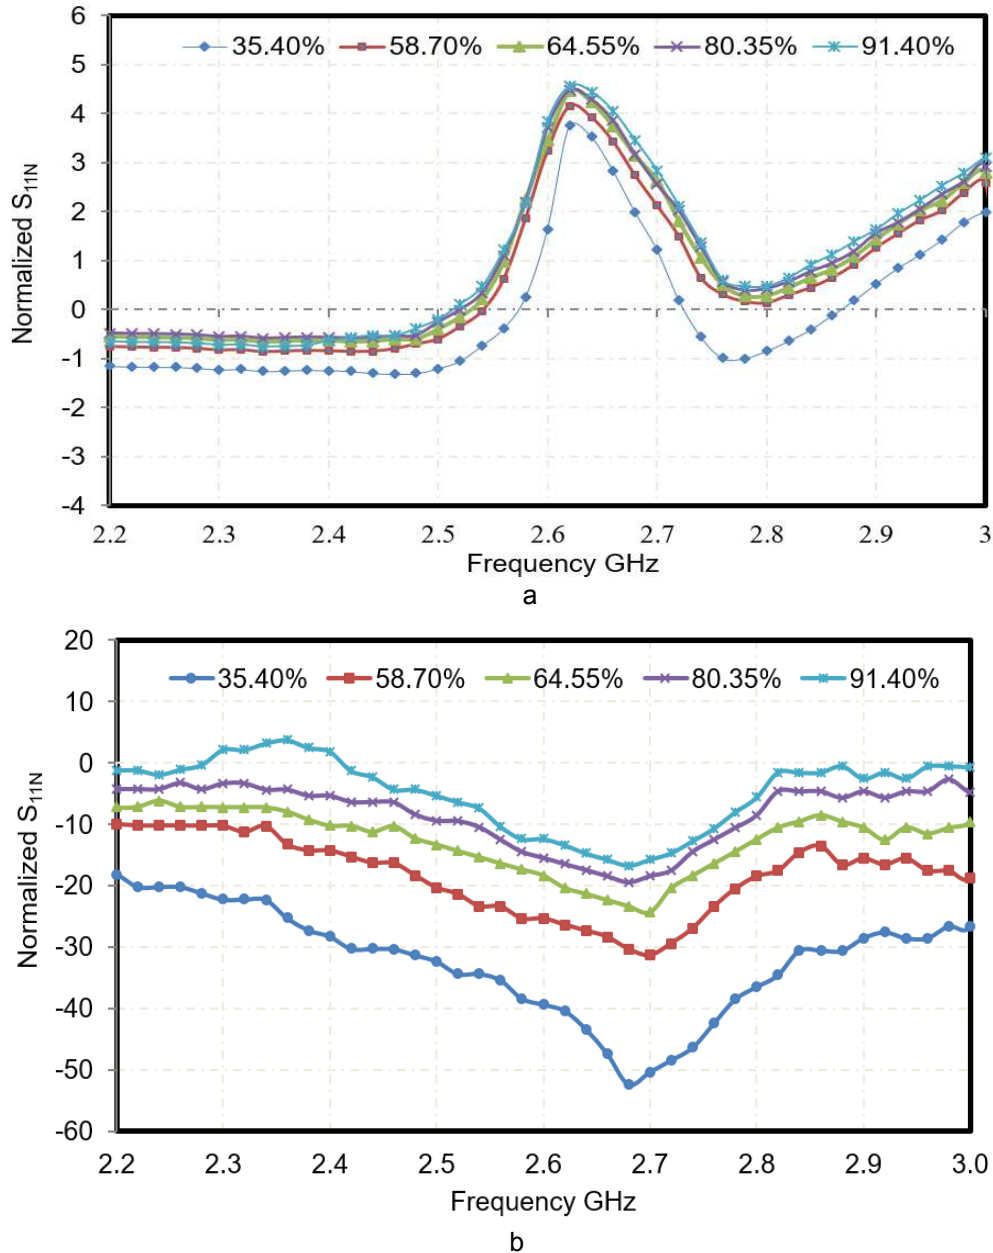 6
35.40% 58.70% 64.55% 80.35% 91.40%
5
4
3
2
1
0
-1
-2
-3
-4
Normalized S11N
2.2 2.3 2.4 2.5 2.6 2.7 2.8 2.9 3
Frequency GHz
a
20
35.40% 58.70% 64.55% 80.35% 91.40%
10
0
-10
-20
-30
-40
-50
-60
Normalized S11N
2.2 2.3 2.4 2.5 2.6 2.7 2.8 2.9 3.0
Frequency GHz
b